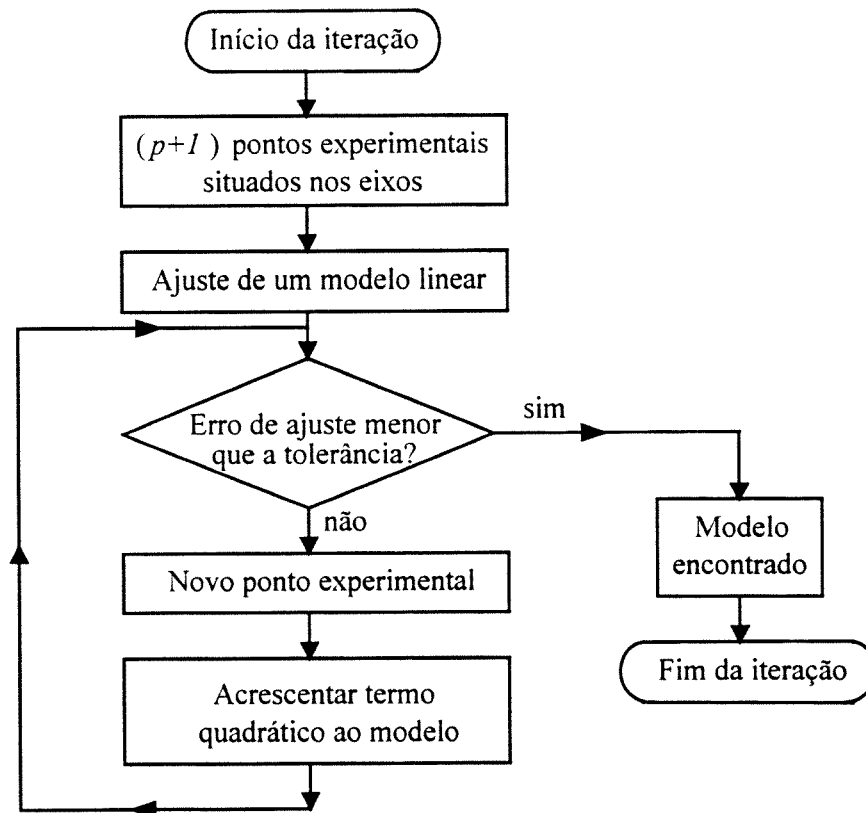 Início da iteração
(p+1) pontos experimentais
situados nos eixos
Ajuste de um modelo linear
Erro de ajuste menor
que a tolerância?
sim
não
Novo ponto experimental
Acrescentar termo
quadrático ao modelo
Modelo
encontrado
Fim da iteração